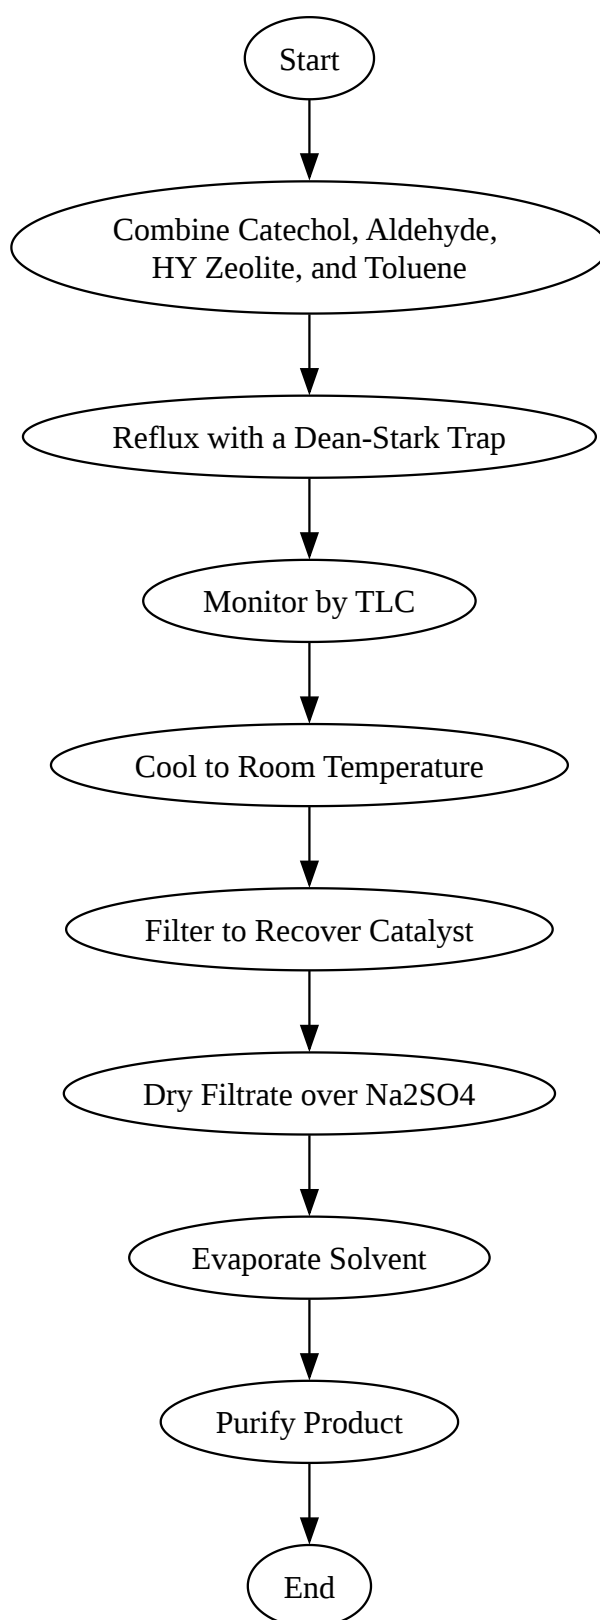 Start
Combine Catechol, Aldehyde,
HY Zeolite, and Toluene
Reflux with a Dean-Stark Trap
Monitor by TLC
Cool to Room Temperature
Filter to Recover Catalyst
Dry Filtrate over Na2SO4
Evaporate Solvent
Purify Product
End